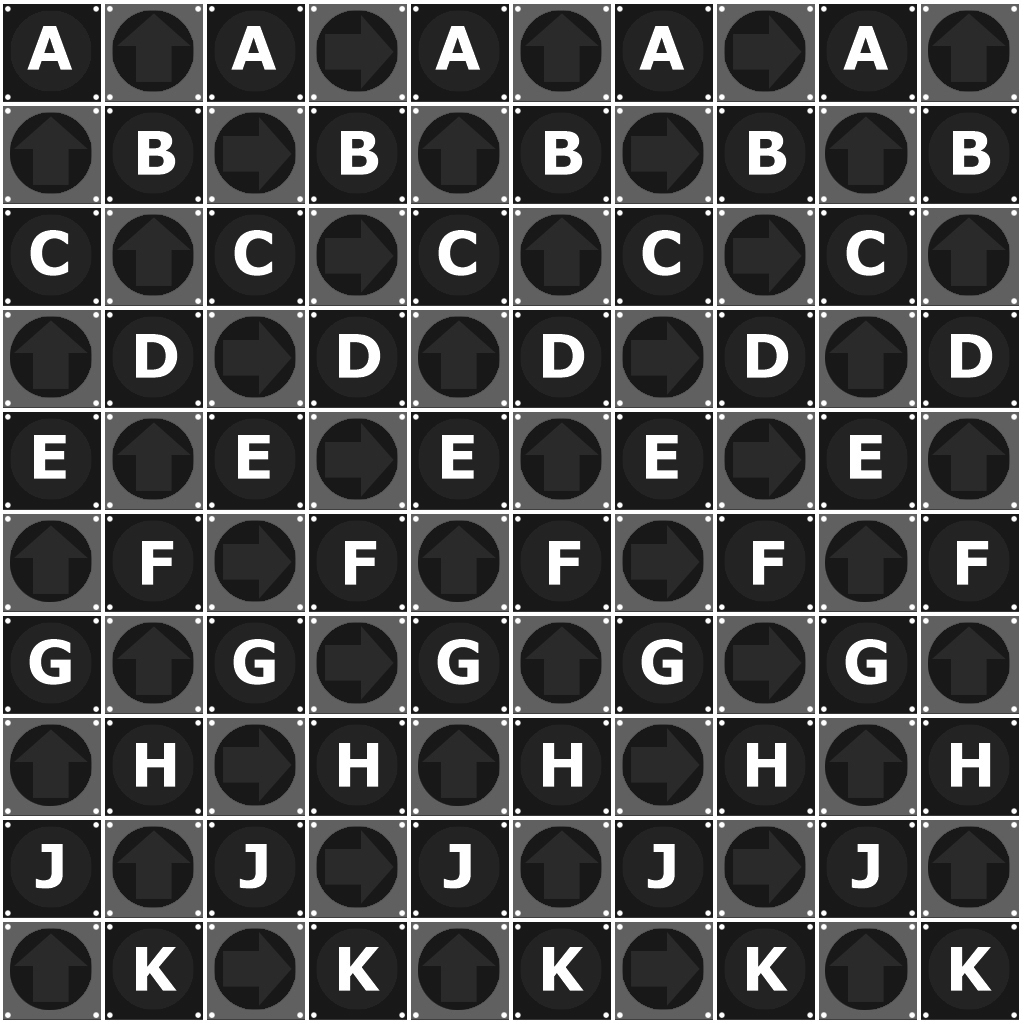 A A A A A
B B B B B
C C C C C
D D D D D
E E E E E
F F F F F
G G G G G
H H H H H
J J J J J
K K K K K